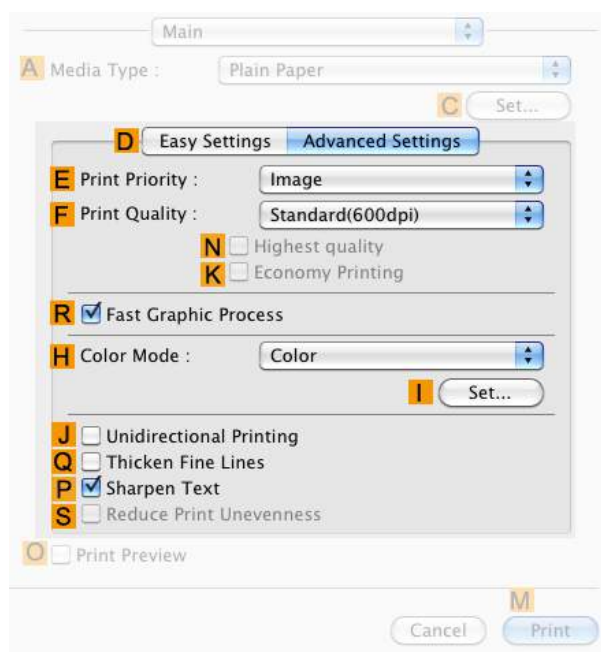 Main
A Media Type : Plain Paper
C Set...
D Easy Settings Advanced Settings
E Print Priority : Image
F Print Quality : Standard(600dpi)
N Highest quality
K Economy Printing
R Fast Graphic Process
H Color Mode : Color
I Set...
J Unidirectional Printing
Q Thicken Fine Lines
P Sharpen Text
S Reduce Print Unevenness
O Print Preview
M
Cancel Print